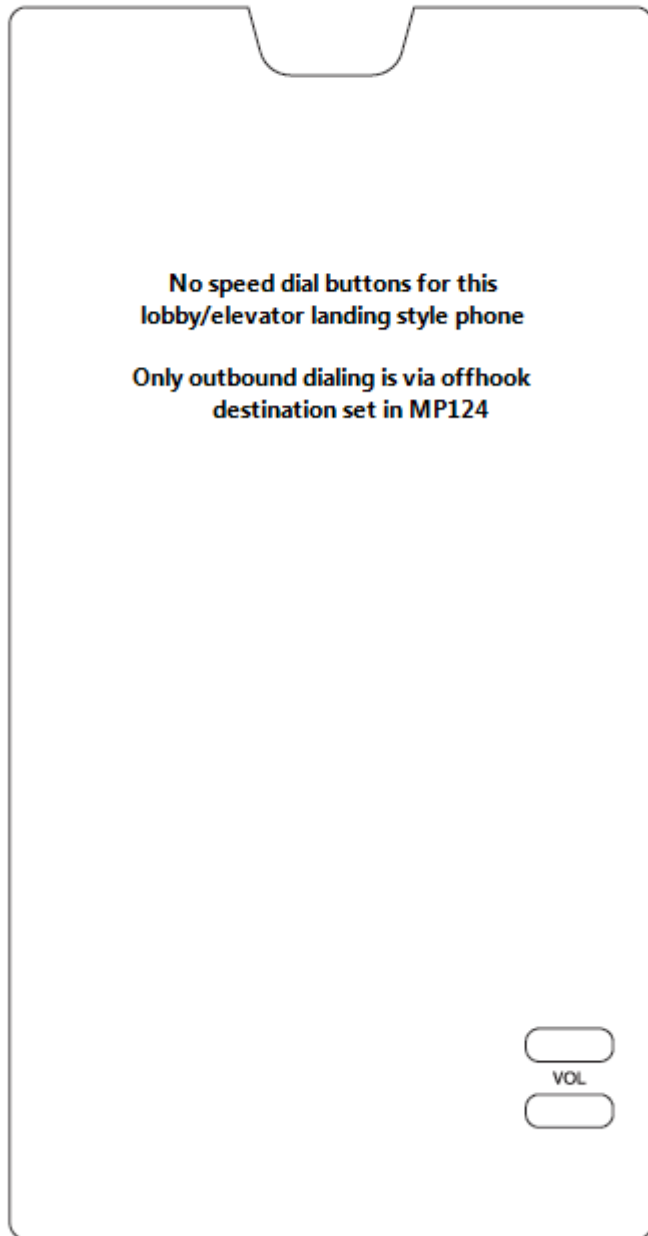 No speed dial buttons for this
lobby/elevator landing style phone
Only outbound dialing is via offhook
destination set in MP124
VOL